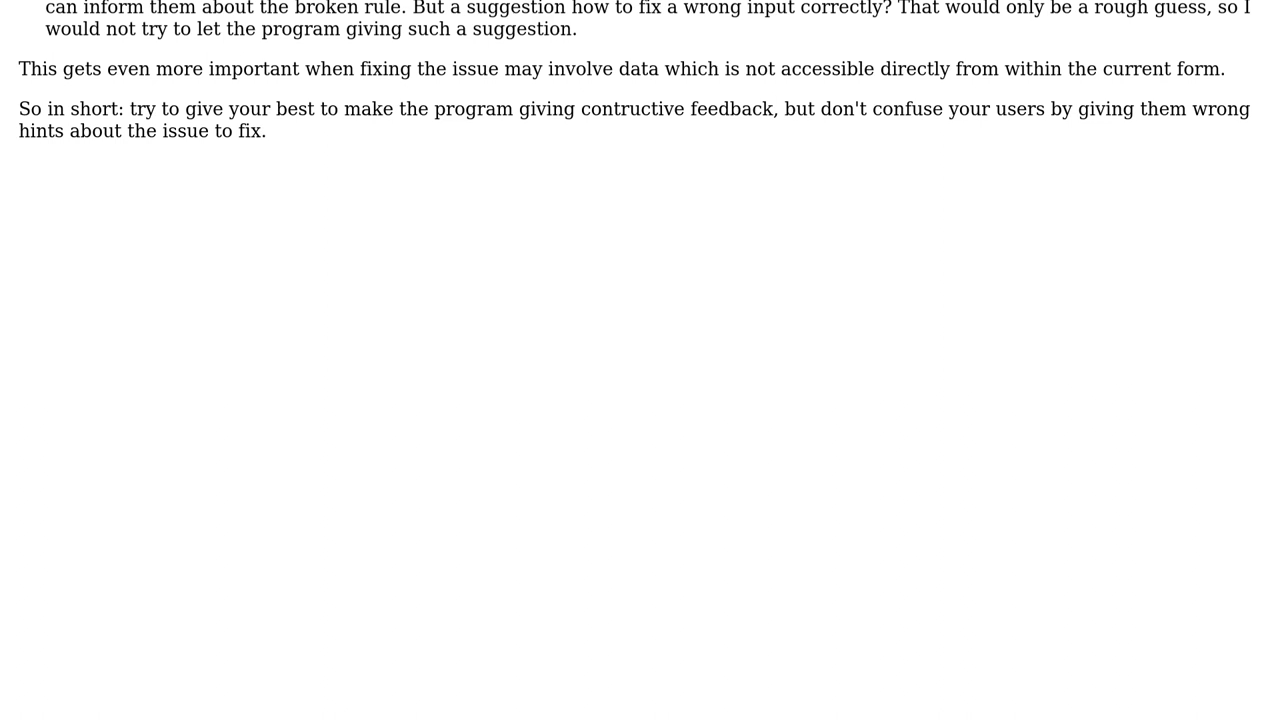 can inform them about the broken rule. But a suggestion how to fix a wrong input correctly? That would only be a rough guess, so I
would not try to let the program giving such a suggestion.
This gets even more important when fixing the issue may involve data which is not accessible directly from within the current form.
So in short: try to give your best to make the program giving contructive feedback, but don't confuse your users by giving them wrong
hints about the issue to fix.